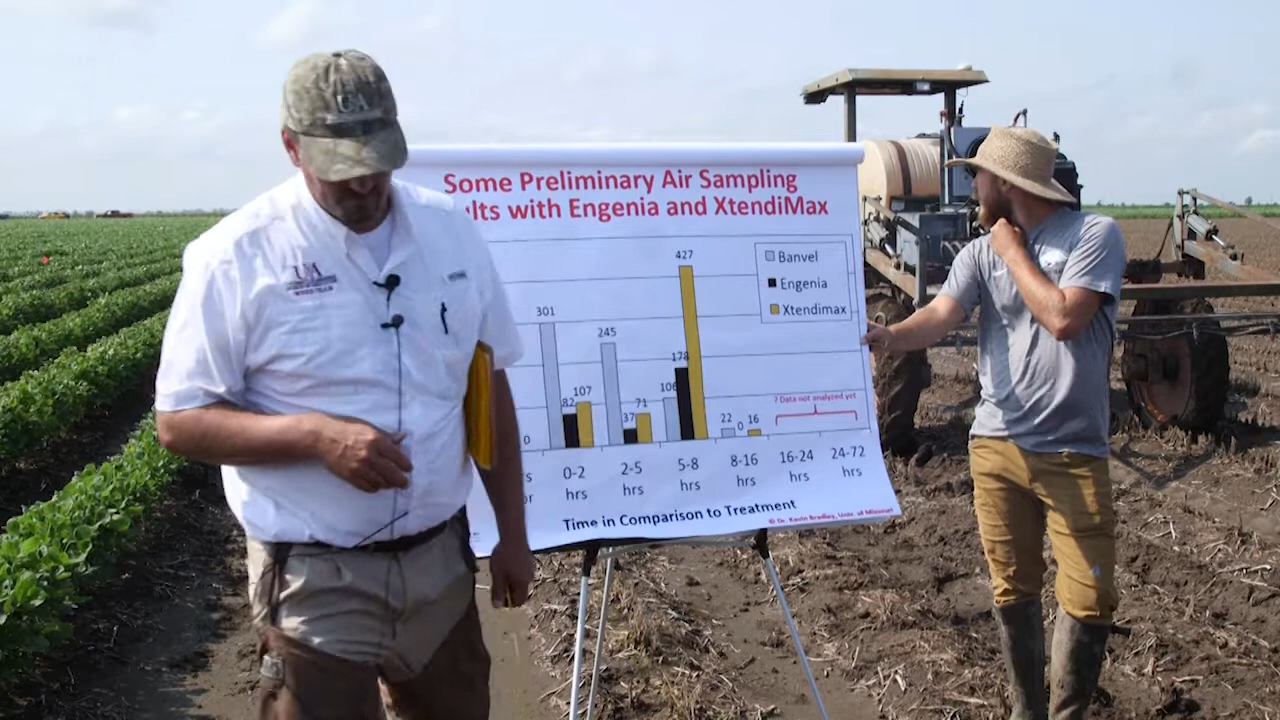 UA
Some Preliminary Air Sampling
ults with Engenia and XtendiMax
Banvel
Engenia
Xtendimax
427
301
245
178
107
82
71
37
106
22
0
16
0
? Data not analyzed yet
0-2 2-5 5-8 8-16 16-24 24-72
hrs hrs hrs hrs hrs hrs
Time in Comparison to Treatment
© Dr. Kevin Bradley, Univ. of Missouri
UA